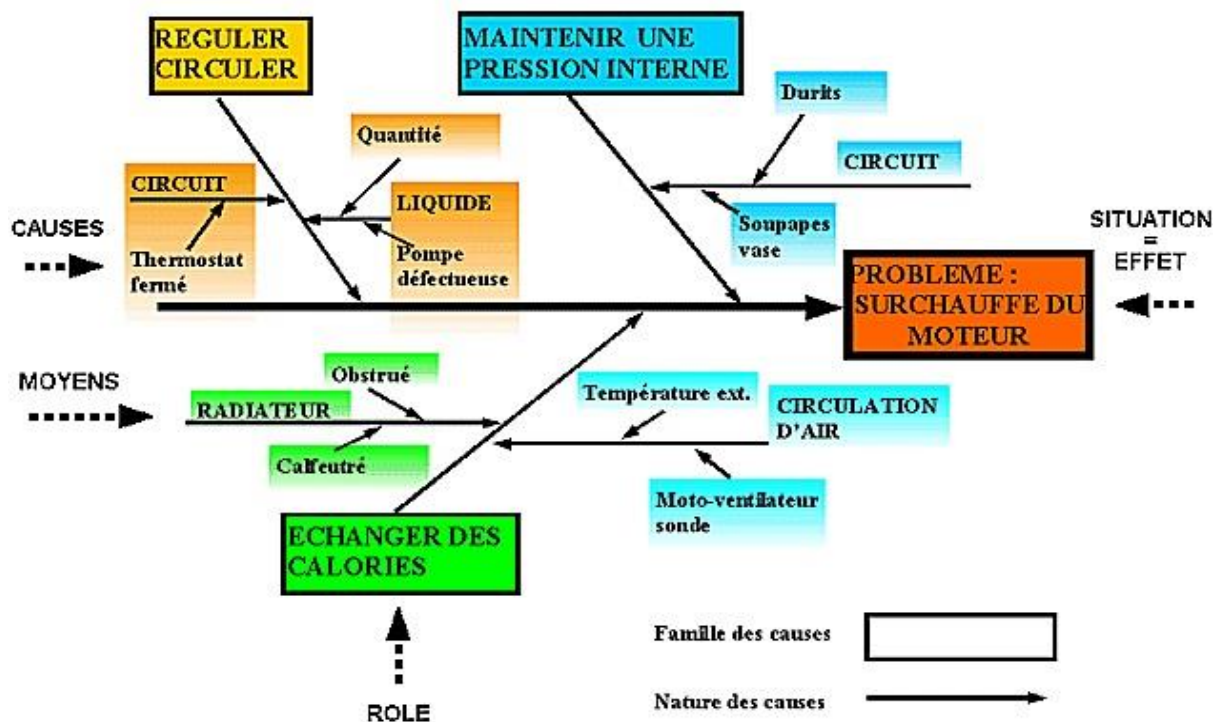 REGULER
CIRCULER
MAINTENIR UNE
PRESSION INTERNE
Durits
Quantité
CIRCUIT
CIRCUIT
LIQUIDE
Soupapes
vase
SITUATION
=
EFFET
CAUSES
Thermostat
fermé
Pompe
défectueuse
PROBLEME :
SURCHAUFFE DU
MOTEUR
MOYENS
Obstrué
Température ext.
RADIATEUR
CIRCULATION
D'AIR
Calfeutré
Moto-ventilateur
sonde
ECHANGER DES
CALORIES
Famille des causes
Nature des causes
ROLE